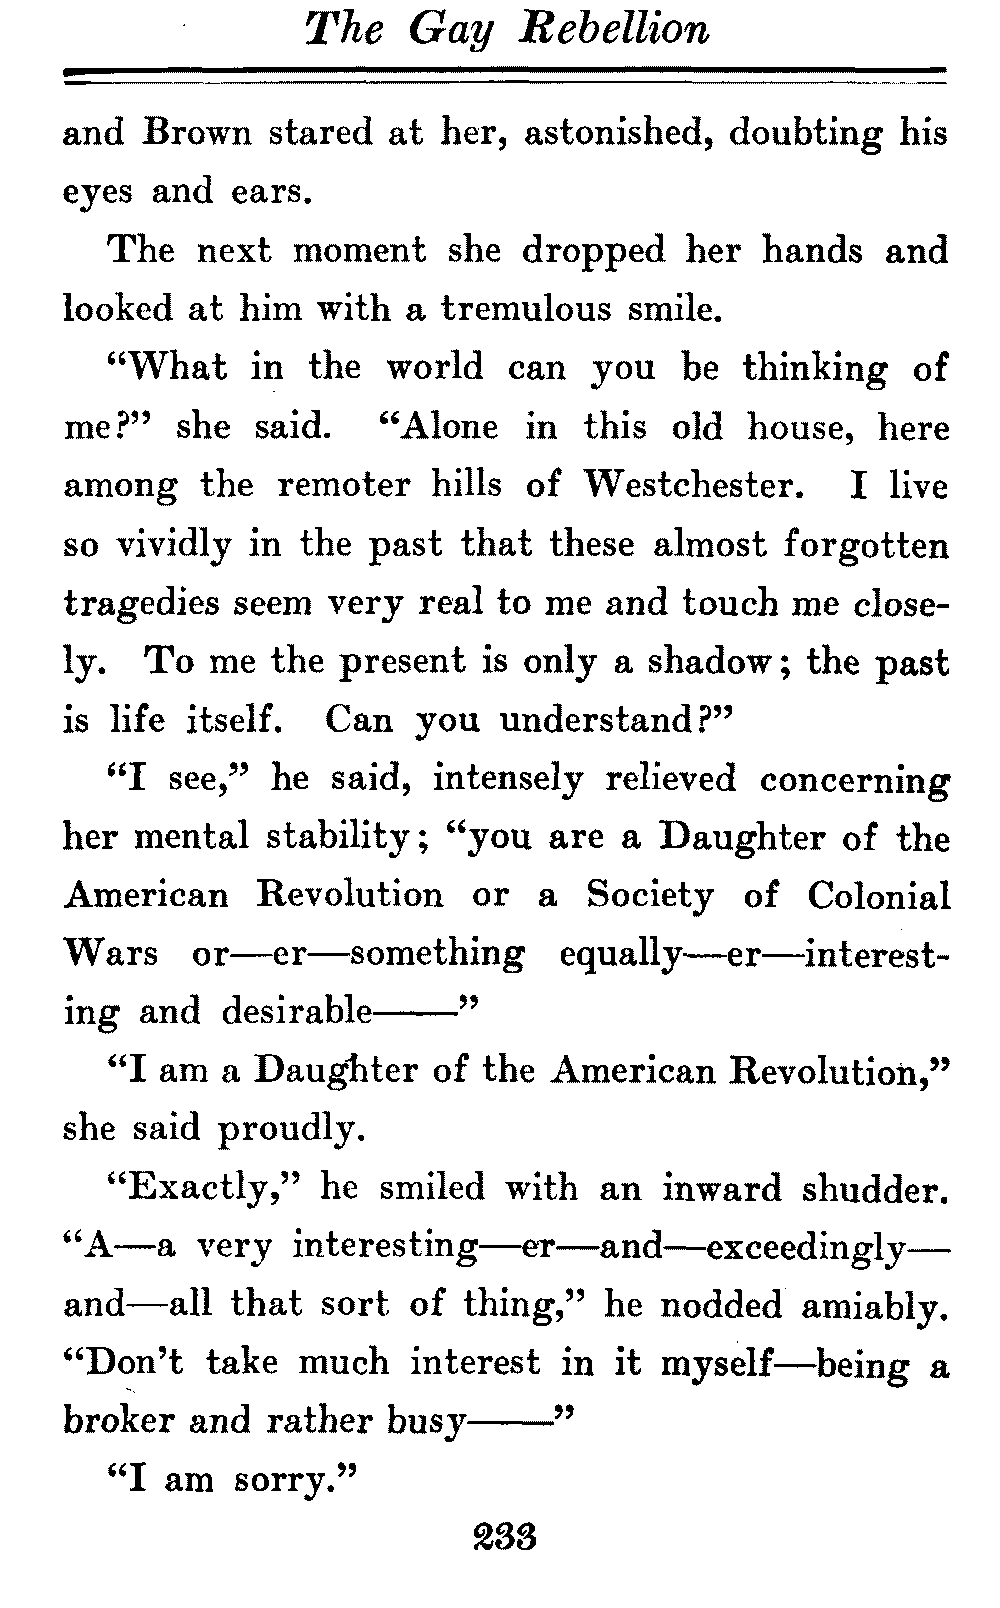 The Gay Rebellion
and Brown stared at her, astonished, doubting his
eyes and ears.
The next moment she dropped her hands and
looked at him with a tremulous smile.
“What in the world can you be thinking of
me?” she said. “Alone in this old house, here
among the remoter hills of Westchester. I live
so vividly in the past that these almost forgotten
tragedies seem very real to me and touch me close-
ly. To me the present is only a shadow; the past
is life itself. Can you understand?”
“I see,” he said, intensely relieved concerning
her mental stability; “you are a Daughter of the
American Revolution or a Society of Colonial
Wars or—er—something equally—er—interest-
ing and desirable——”
“I am a Daughter of the American Revolution,”
she said proudly.
“Exactly,” he smiled with an inward shudder.
“A—a very interesting—er—and—exceedingly—
and—all that sort of thing,” he nodded amiably.
“Don’t take much interest in it myself—being a
broker and rather busy——”
“I am sorry.”
233